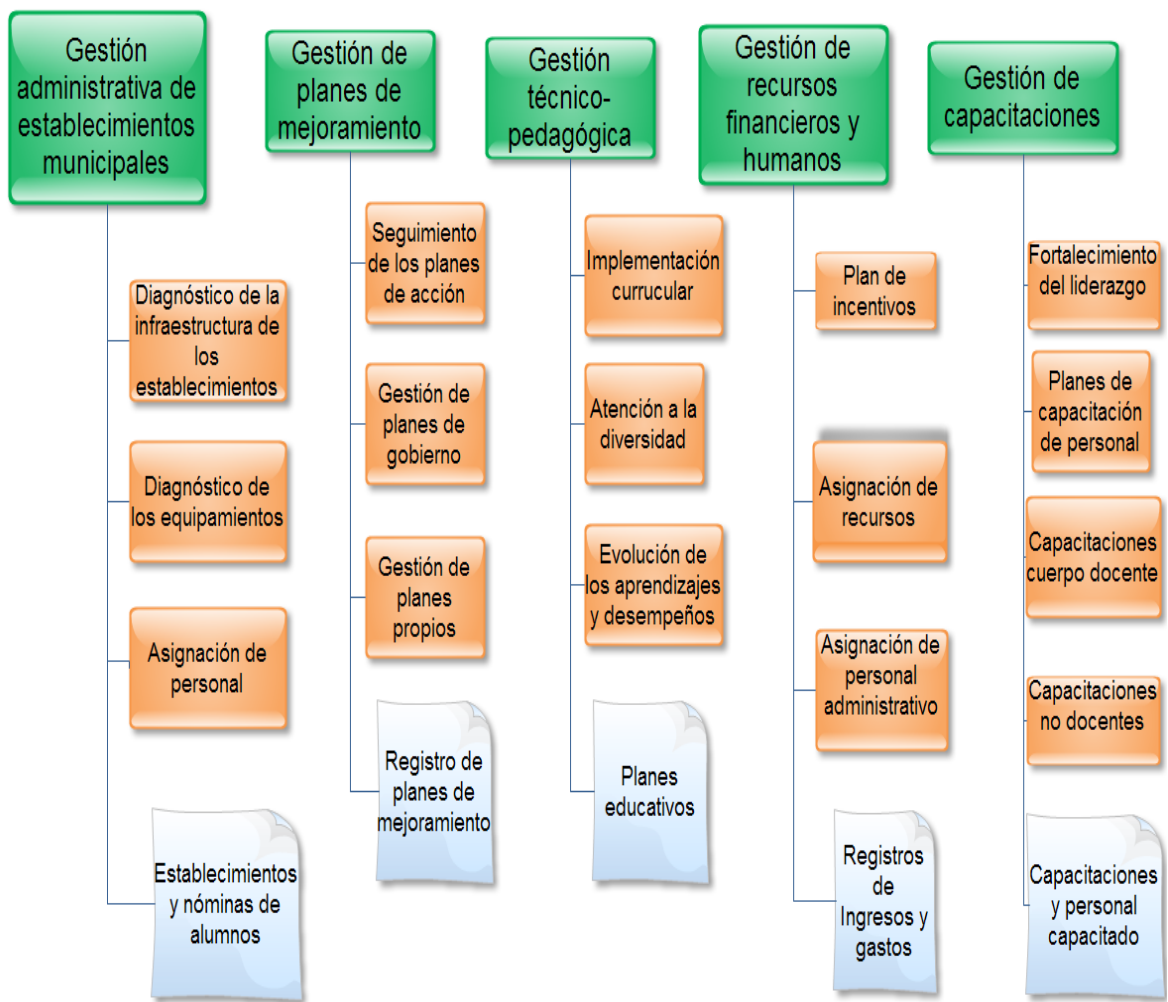 Gestión
administrativa de
establecimientos
municipales
Diagnóstico de la
infraestructura de
los
establecimientos
Diagnóstico de
los equipamientos
Asignación de
personal
Establecimientos
y nóminas de
alumnos
Gestión de
planes de
mejoramiento
Seguimiento
de los planes
de acción
Gestión de
planes de
gobierno
Gestión de
planes
propios
Registro de
planes de
mejoramiento
Gestión
técnico-
pedagógica
Implementación
currucular
Atención a la
diversidad
Evolución de
los aprendizajes
y desempeños
Planes
educativos
Gestión de
recursos
financieros y
humanos
Plan de
incentivos
Asignación de
recursos
Asignación de
personal
administrativo
Registros
de
Ingresos y
gastos
Gestión de
capacitaciones
Fortalecimiento
del liderazgo
Planes de
capacitación
de personal
Capacitaciones
cuerpo docente
Capacitaciones
no docentes
Capacitaciones
y personal
capacitado